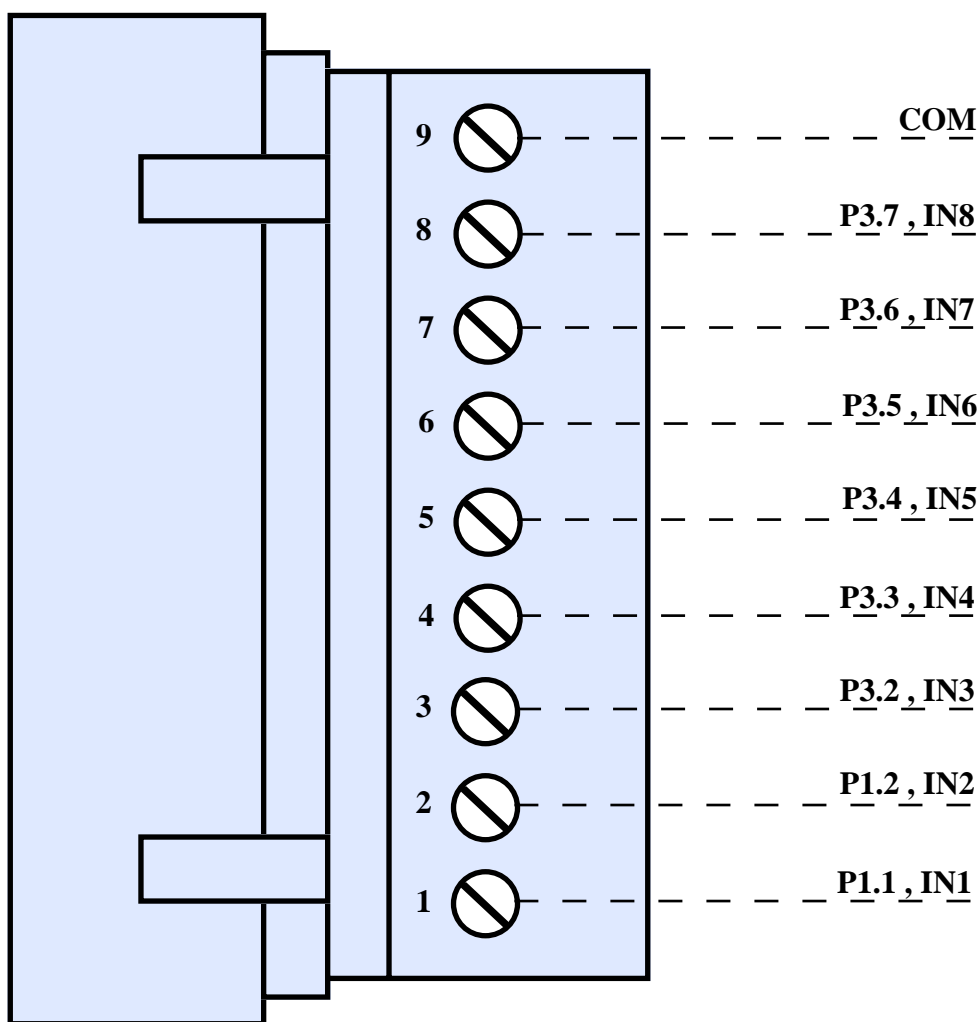 9 COM
8 P3.7 , IN8
7 P3.6 , IN7
6 P3.5 , IN6
5 P3.4 , IN5
4 P3.3 , IN4
3 P3.2 , IN3
2 P1.2 , IN2
1 P1.1 , IN1